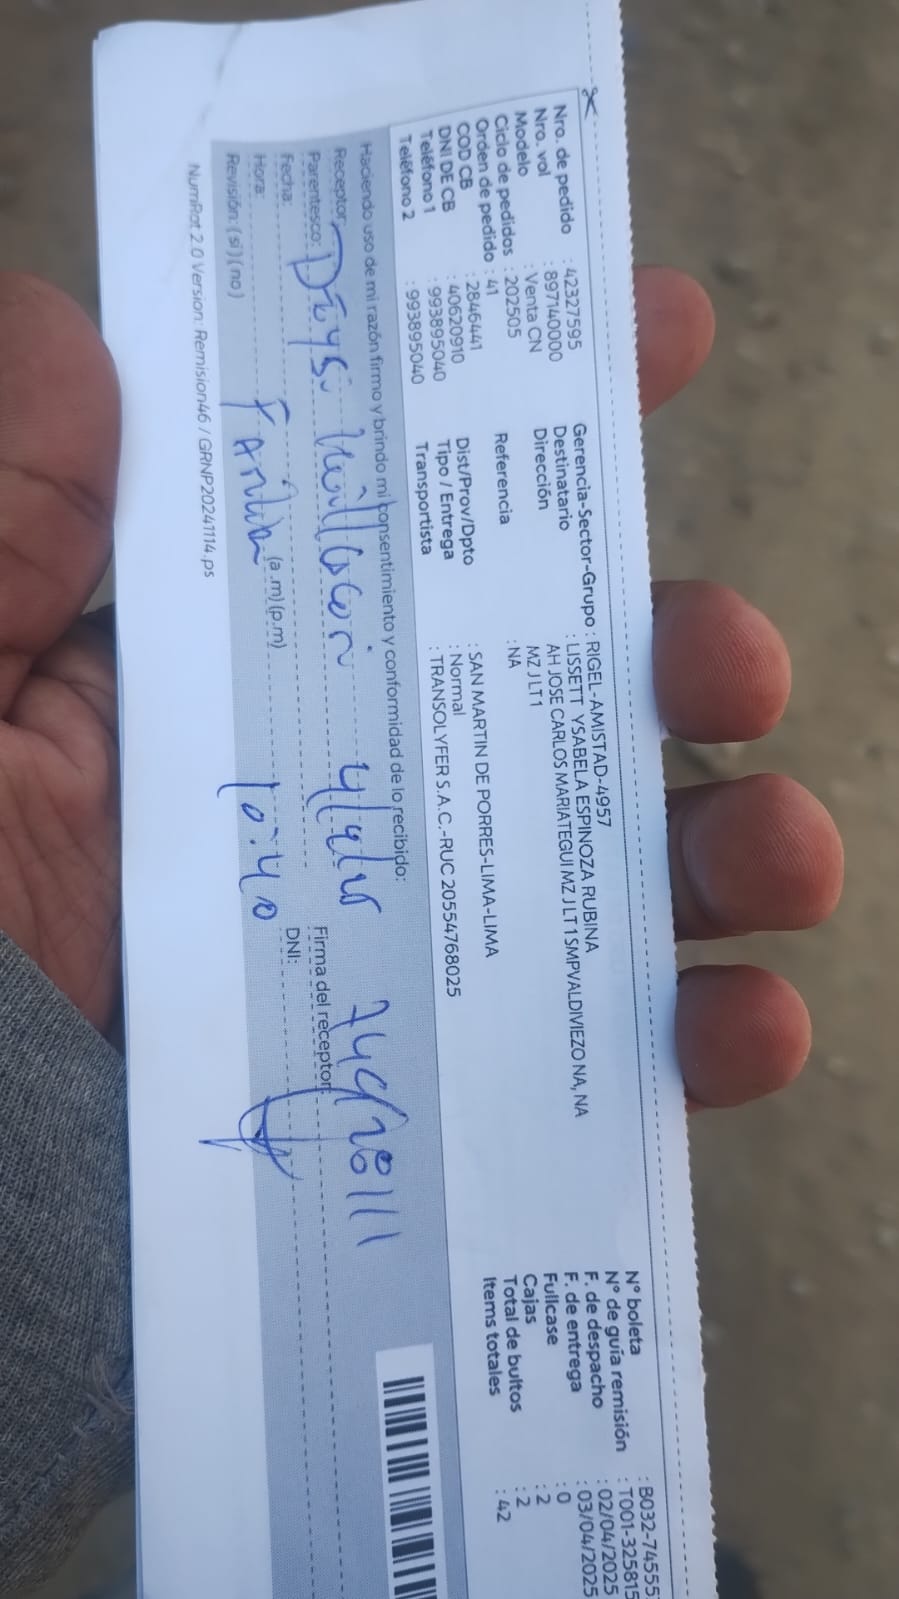 Nro. de pedido : 42327595
Nro. vol : 897140000
Modelo : Venta CN
Ciclo de pedidos : 202505
Orden de pedido : 41
COD CB : 2846441
DNI DE CB : 40620910
Teléfono 1 : 993895040
Teléfono 2 : 993895040
Gerencia-Sector-Grupo : RIGEL-AMISTAD-4957
Destinatario : LISSETT YSABELA ESPINOZA RUBINA
Dirección AH JOSE CARLOS MARIATEGUI MZ J LT 1 SMPVALDIVIEZO NA, NA
MZ J LT 1
Referencia : NA
Dist/Prov/Dpto : SAN MARTIN DE PORRES-LIMA-LIMA
Tipo / Entrega : Normal
Transportista : TRANSOLYFER S.A.C.-RUC 20554768025
N° boleta : B032-74555
N° de guía remisión : T001-325815
F. de despacho : 02/04/2025
F. de entrega : 03/04/2025
Fullcase : 0
Cajas : 2
Total de bultos : 2
Items totales : 42
Haciendo uso de mi razón firmo y brindo mi consentimiento y conformidad de lo recibido:
Receptor:
Parentesco: Firma del receptor:
Fecha: DNI:
Hora: (a.m) (p.m) 10:40
Revisión: (si) (no)
NumRot 2.0 Version: Remision46 / GRNP20241114.ps